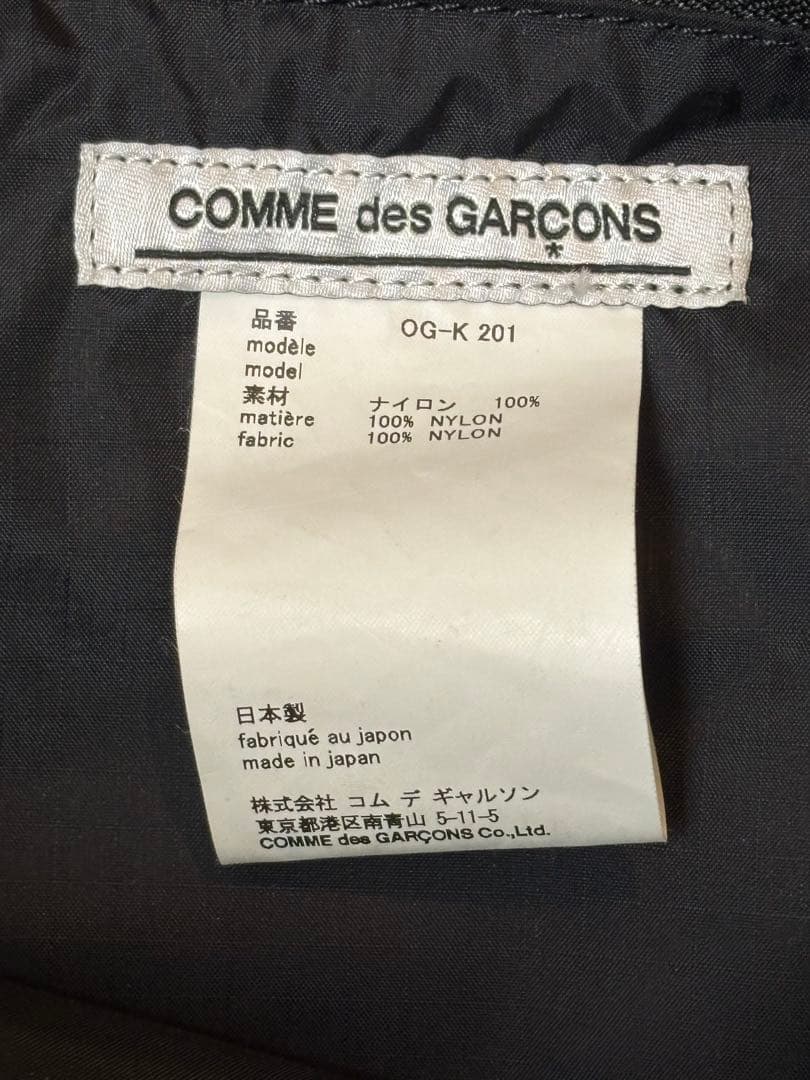 COMME des GARÇONS
*
品番 OG-K 201
modèle
model
素材 ナイロン 100%
matière 100% NYLON
fabric 100% NYLON
日本製
fabriqué au japon
made in japan
株式会社 コム デ ギャルソン
東京都港区南青山 5-11-5
COMME des GARÇONS Co.,Ltd.